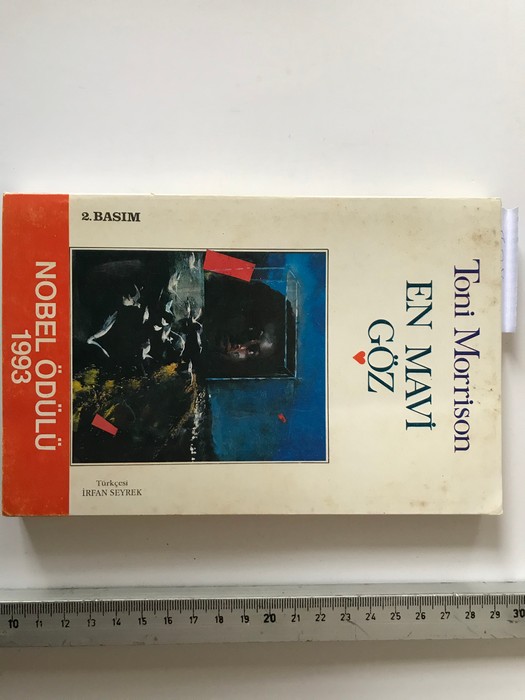 Toni Morrison
EN MAVİ
GÖZ
2. BASIM
Türkçesi
İRFAN SEYREK
NOBEL ÖDÜLÜ
1993
10 11 12 13 14 15 16 17 18 19 20 21 22 23 24 25 26 27 28 29 30